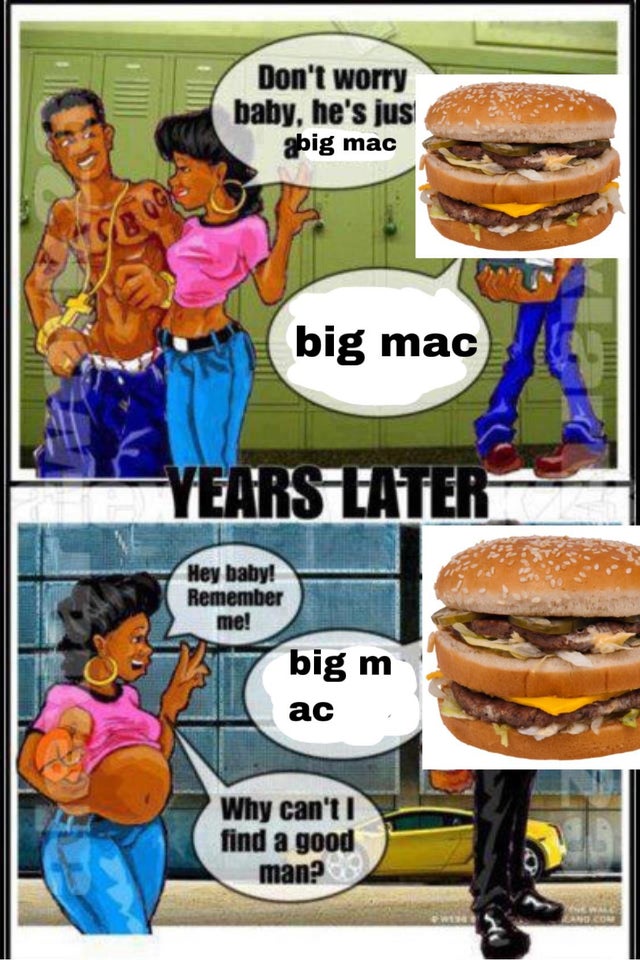 Don't worry
baby, he's jus
a big mac
big mac
YEARS LATER
Hey baby!
Remember
me!
big m
ac
Why can't I
find a good
man?